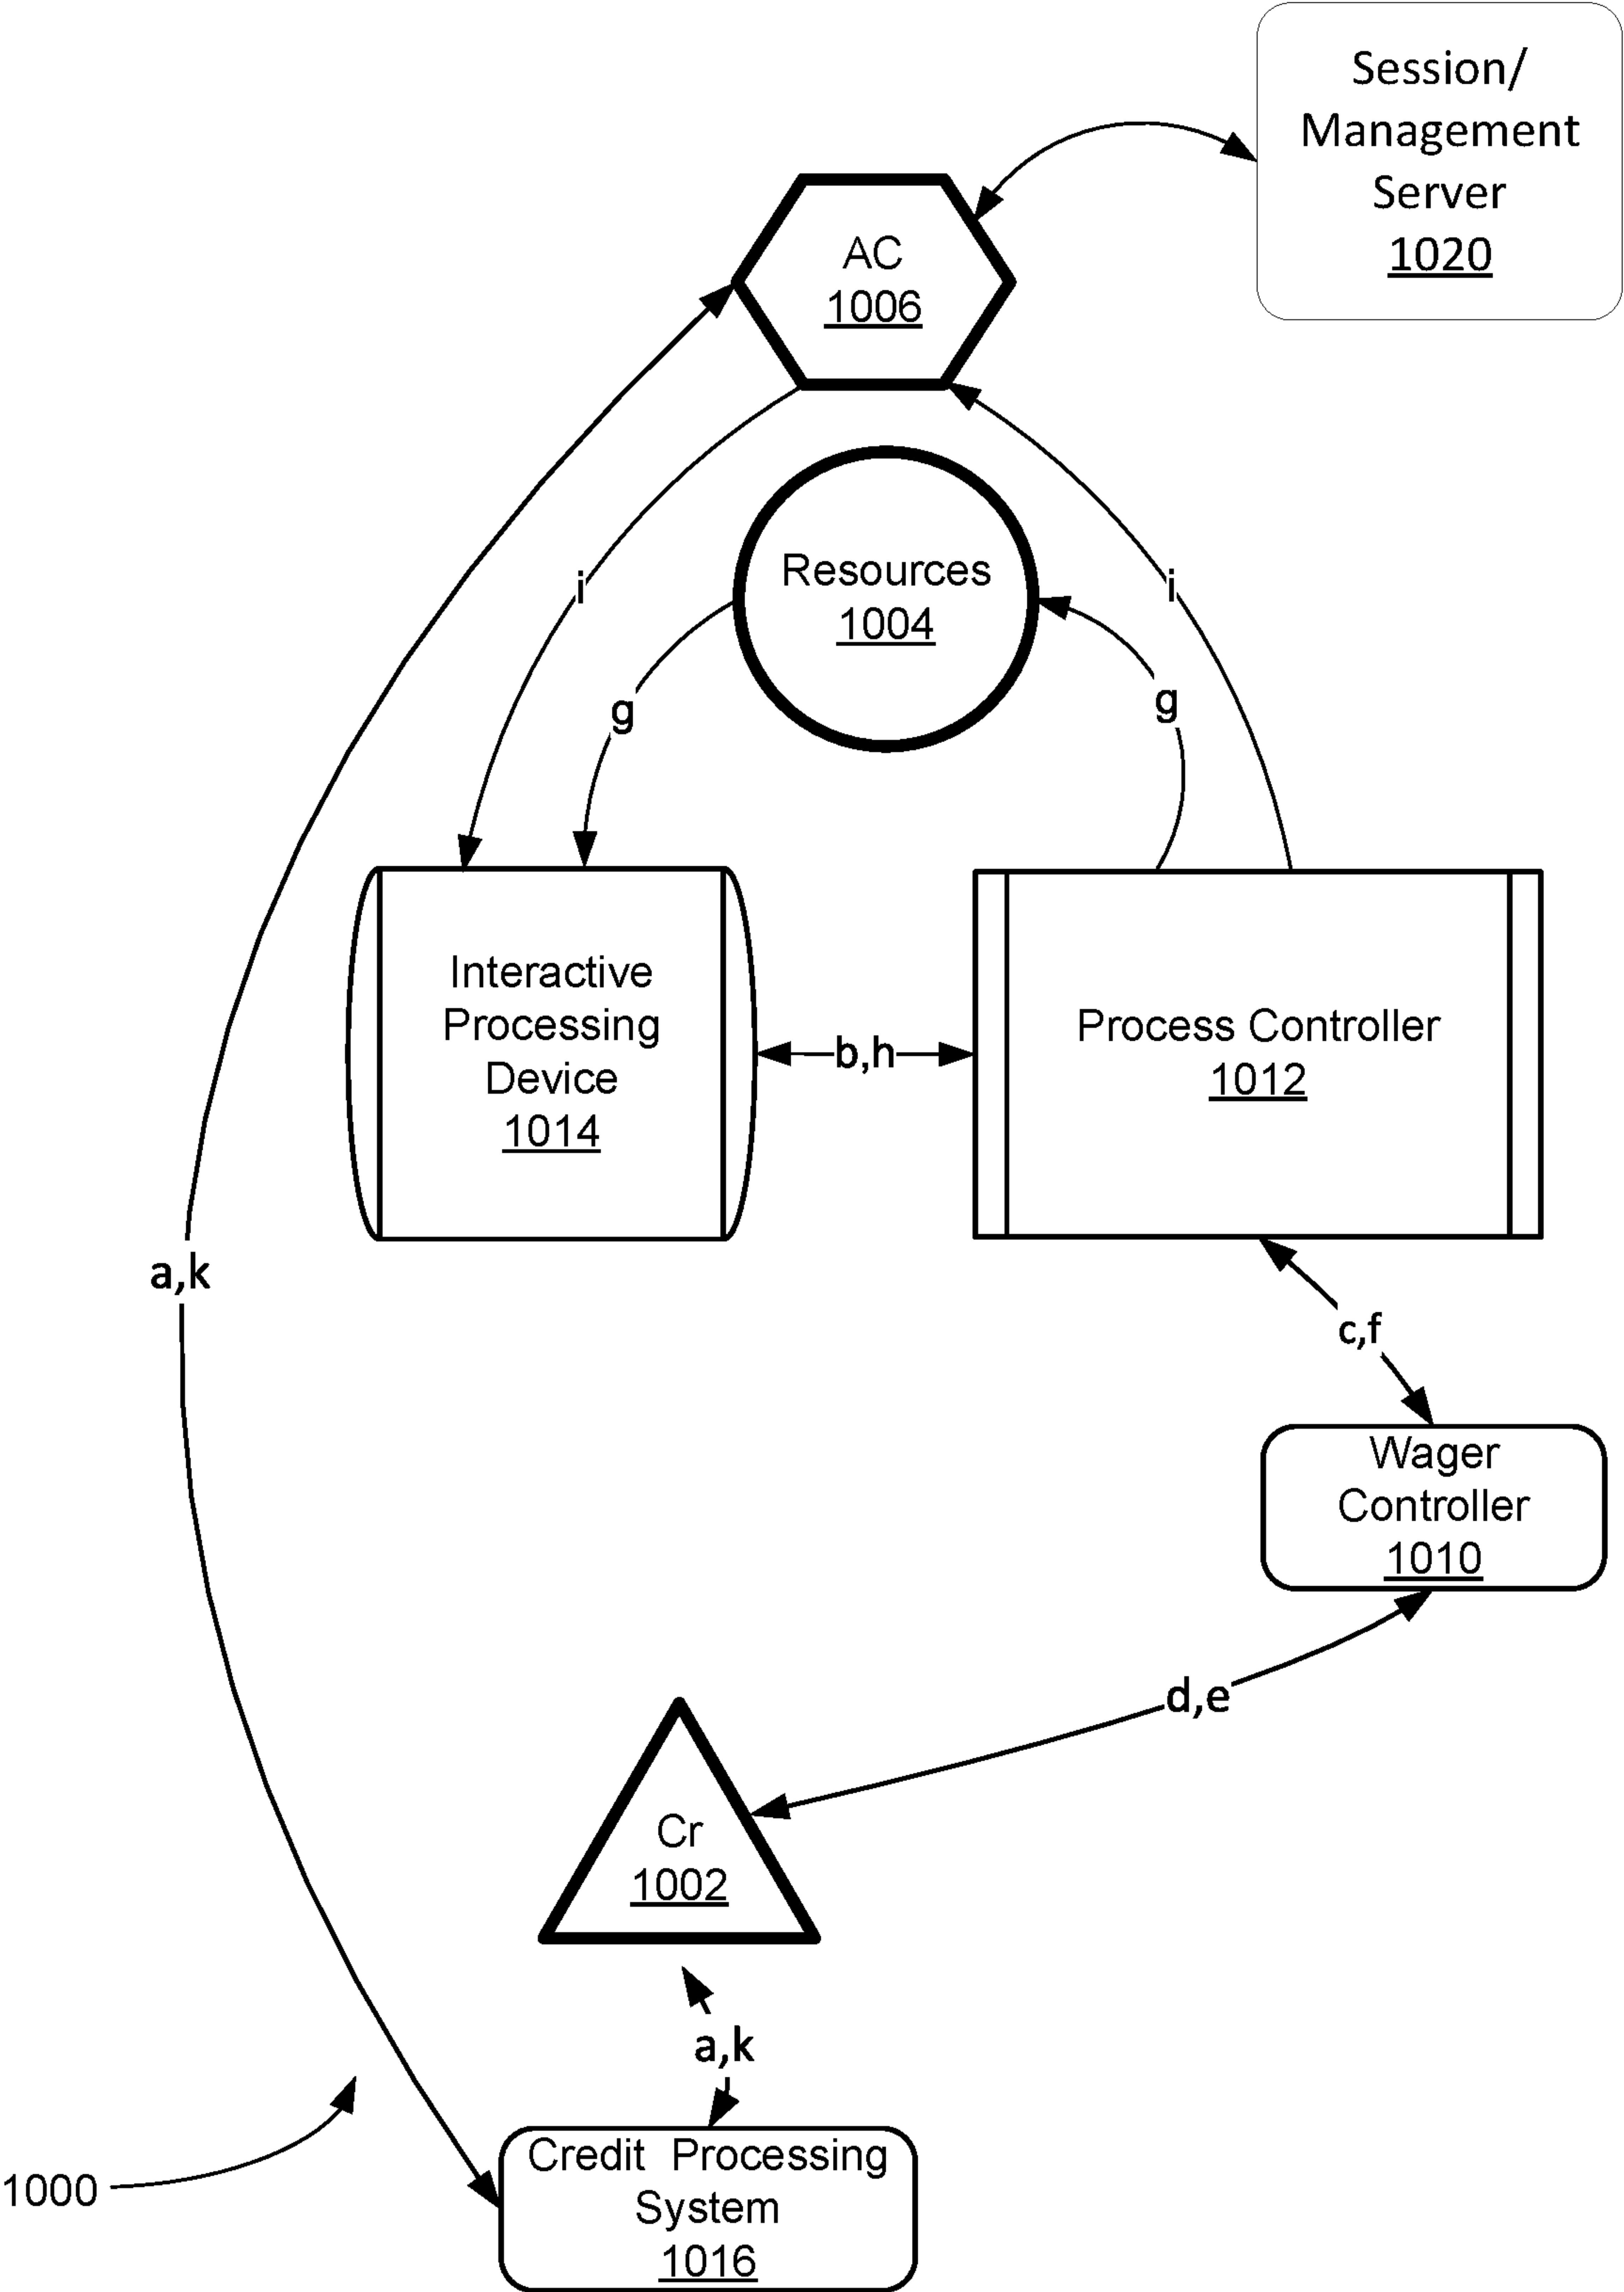 Session/
Management
Server
1020
AC
1006
Resources
1004
i
i
g
g
Interactive
Processing
Device
1014
b,h
Process Controller
1012
a,k
c,f
Wager
Controller
1010
d,e
Cr
1002
a,k
1000
Credit Processing
System
1016